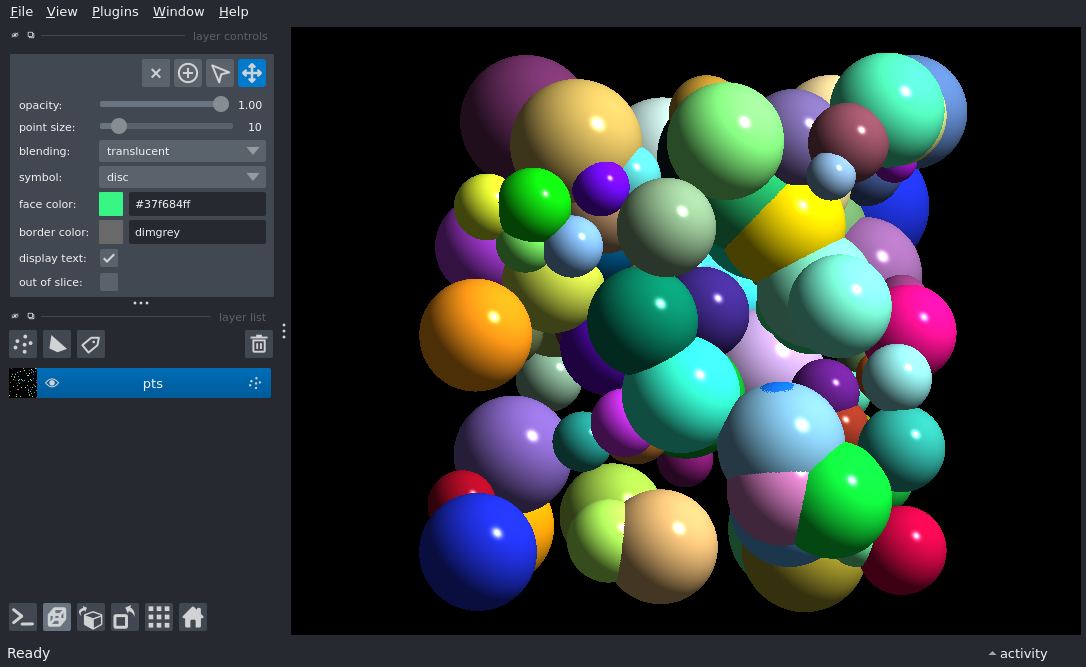 File View Plugins Window Help
layer controls
opacity: 1.00
point size: 10
blending: translucent
symbol: disc
face color: #37f684ff
border color: dimgrey
display text:
out of slice:
layer list
pts
Ready activity